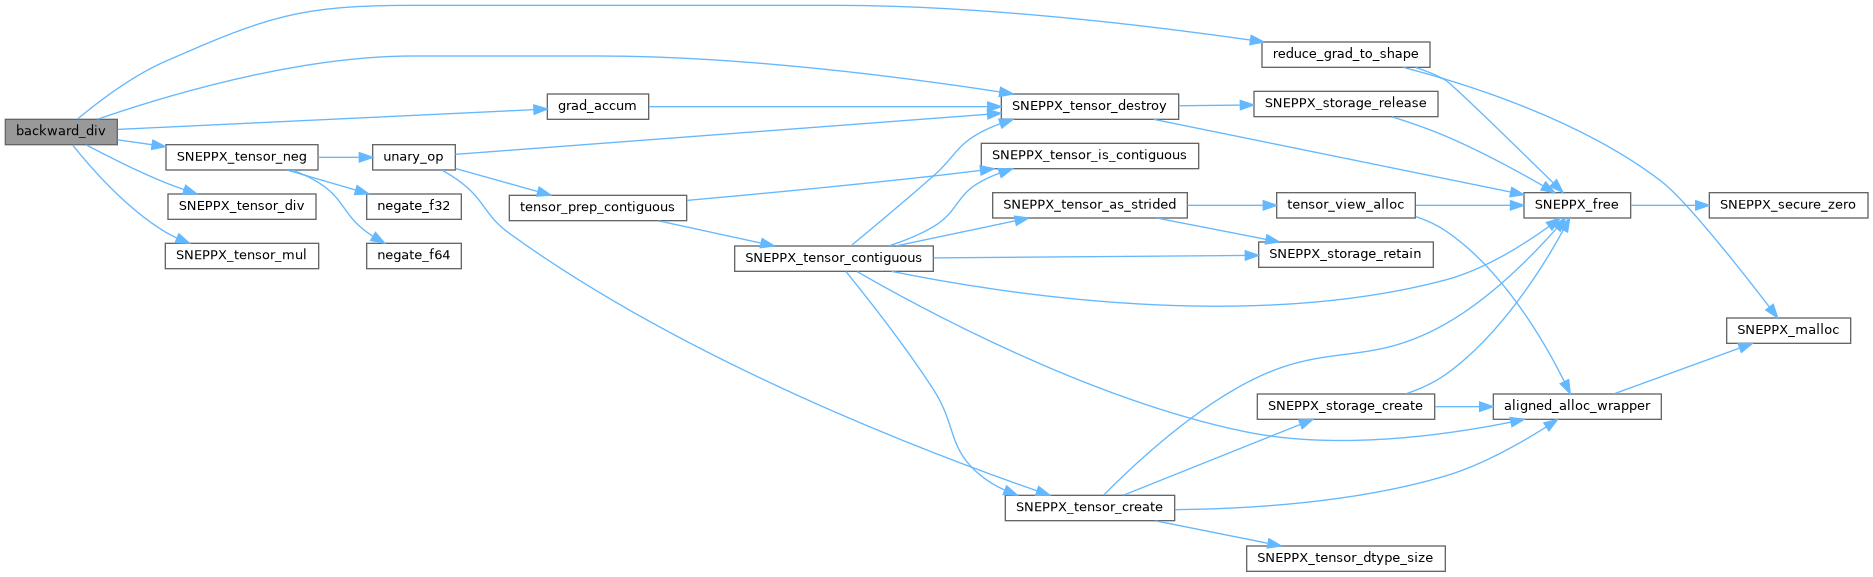 backward_div
reduce_grad_to_shape
SNEPPX_tensor_destroy
SNEPPX_storage_release
grad_accum
SNEPPX_tensor_neg
unary_op
SNEPPX_tensor_is_contiguous
SNEPPX_tensor_div
negate_f32
tensor_prep_contiguous
SNEPPX_tensor_as_strided
tensor_view_alloc
SNEPPX_free
SNEPPX_secure_zero
SNEPPX_tensor_mul
negate_f64
SNEPPX_tensor_contiguous
SNEPPX_storage_retain
SNEPPX_malloc
SNEPPX_storage_create
aligned_alloc_wrapper
SNEPPX_tensor_create
SNEPPX_tensor_dtype_size